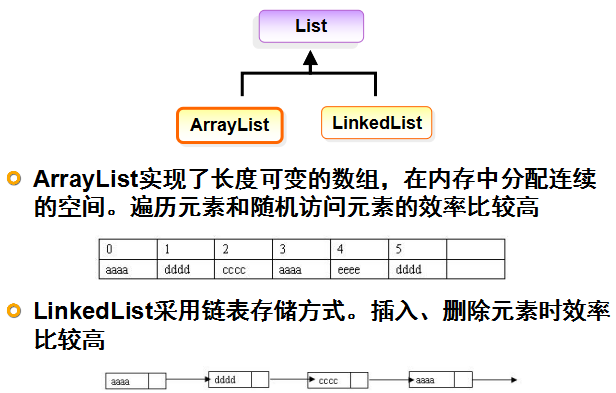 List
ArrayList LinkedList
ArrayList实现了长度可变的数组，在内存中分配连续
的空间。遍历元素和随机访问元素的效率比较高
0 1 2 3 4 5
aaaa dddd cccc aaaa eeee dddd
LinkedList采用链表存储方式。插入、删除元素时效率
比较高
aaaa dddd cccc aaaa